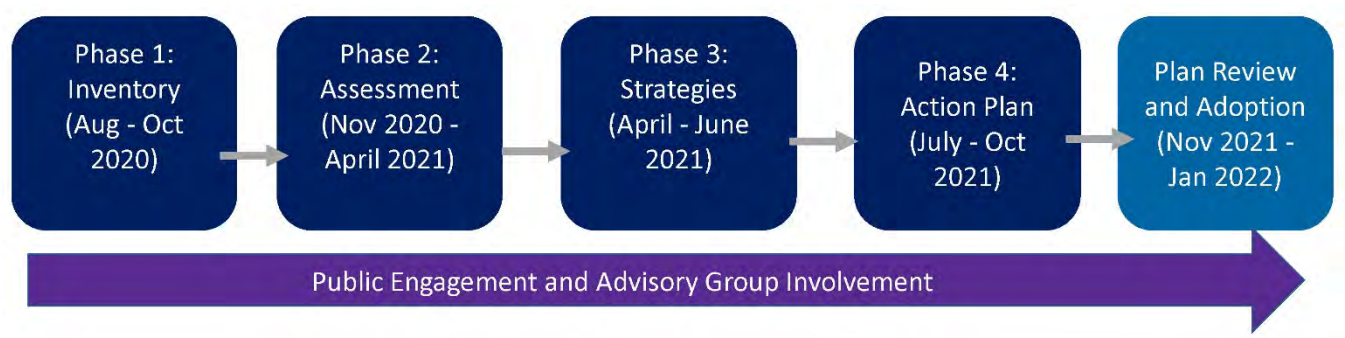 Phase 1:
Inventory
(Aug - Oct
2020)
Phase 2:
Assessment
(Nov 2020 -
April 2021)
Phase 3:
Strategies
(April - June
2021)
Phase 4:
Action Plan
(July - Oct
2021)
Plan Review
and Adoption
(Nov 2021 -
Jan 2022)
Public Engagement and Advisory Group Involvement